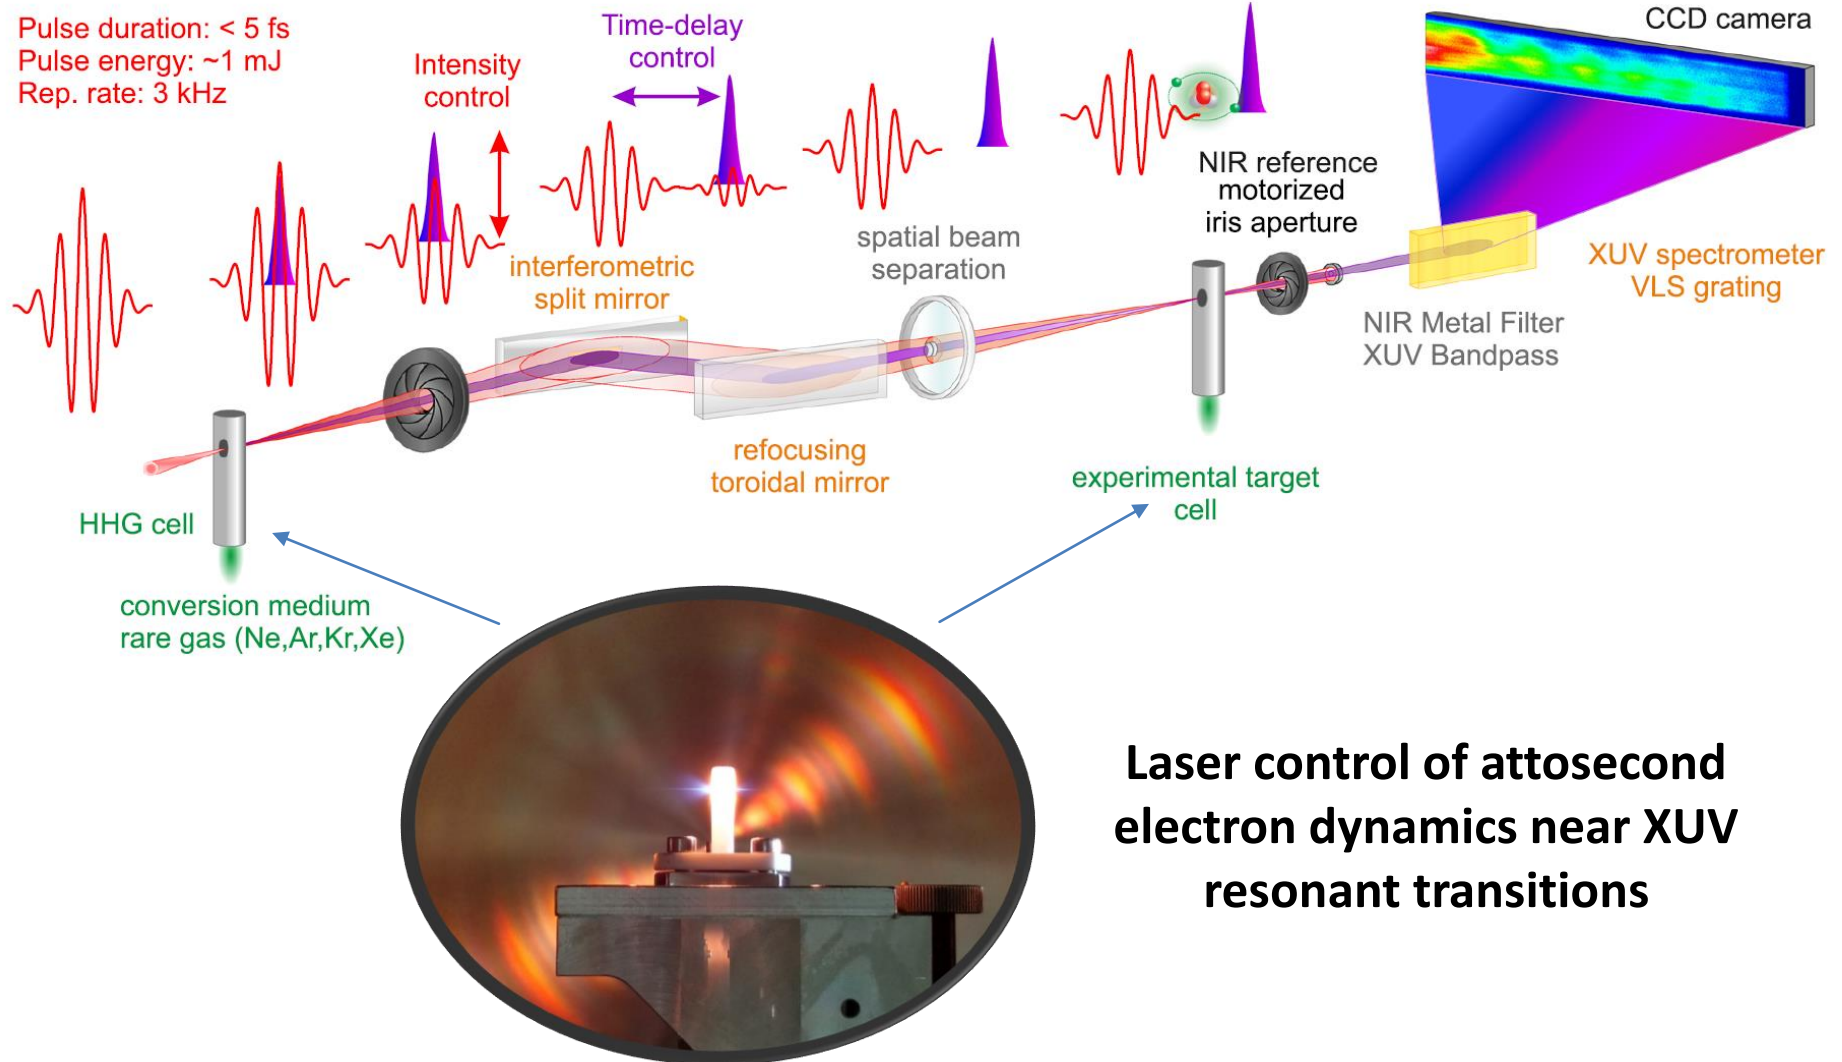 Pulse duration: < 5 fs
Pulse energy: ~1 mJ
Rep. rate: 3 kHz
Intensity
control
Time-delay
control
CCD camera
NIR reference
motorized
iris aperture
interferometric
split mirror
spatial beam
separation
XUV spectrometer
VLS grating
NIR Metal Filter
XUV Bandpass
refocusing
toroidal mirror
experimental target
cell
HHG cell
conversion medium
rare gas (Ne,Ar,Kr,Xe)
Laser control of attosecond
electron dynamics near XUV
resonant transitions